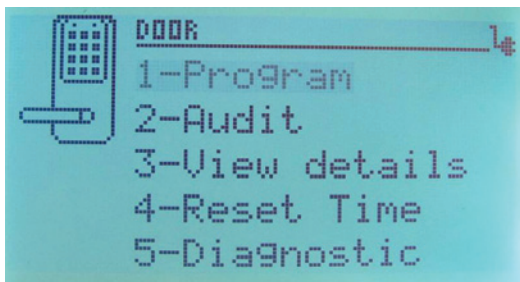 DOOR
1-Program
2-Audit
3-View details
4-Reset Time
5-Diagnostic